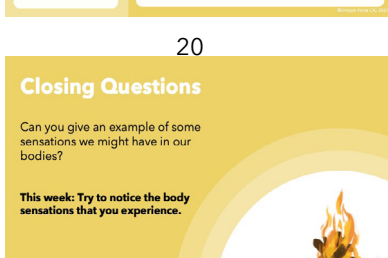 20
Closing Questions
Can you give an example of some
sensations we might have in our
bodies?
This week: Try to notice the body
sensations that you experience.